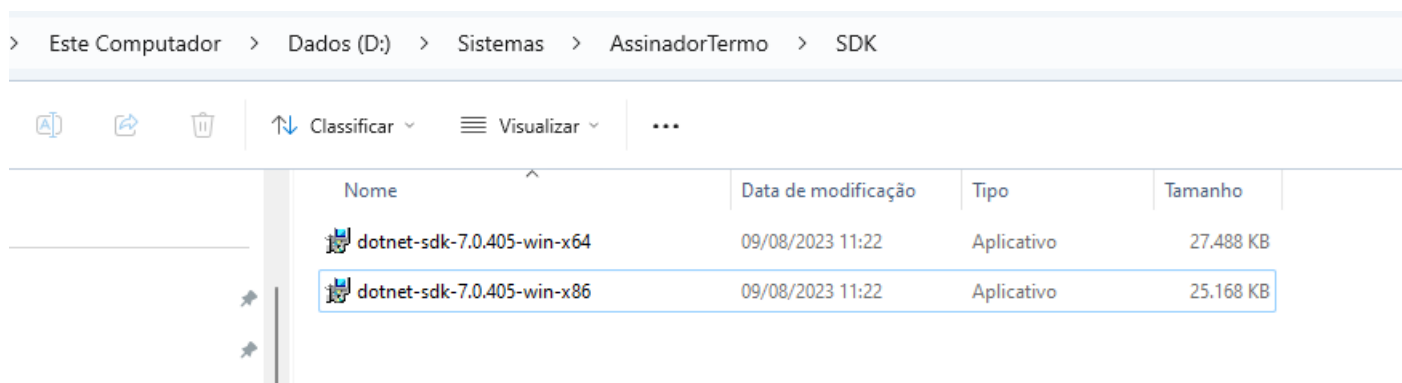 > Este Computador > Dados (D:) > Sistemas > AssinadorTermo > SDK
Classificar Visualizar ...
Nome Data de modificação Tipo Tamanho
dotnet-sdk-7.0.405-win-x64 09/08/2023 11:22 Aplicativo 27.488 KB
dotnet-sdk-7.0.405-win-x86 09/08/2023 11:22 Aplicativo 25.168 KB